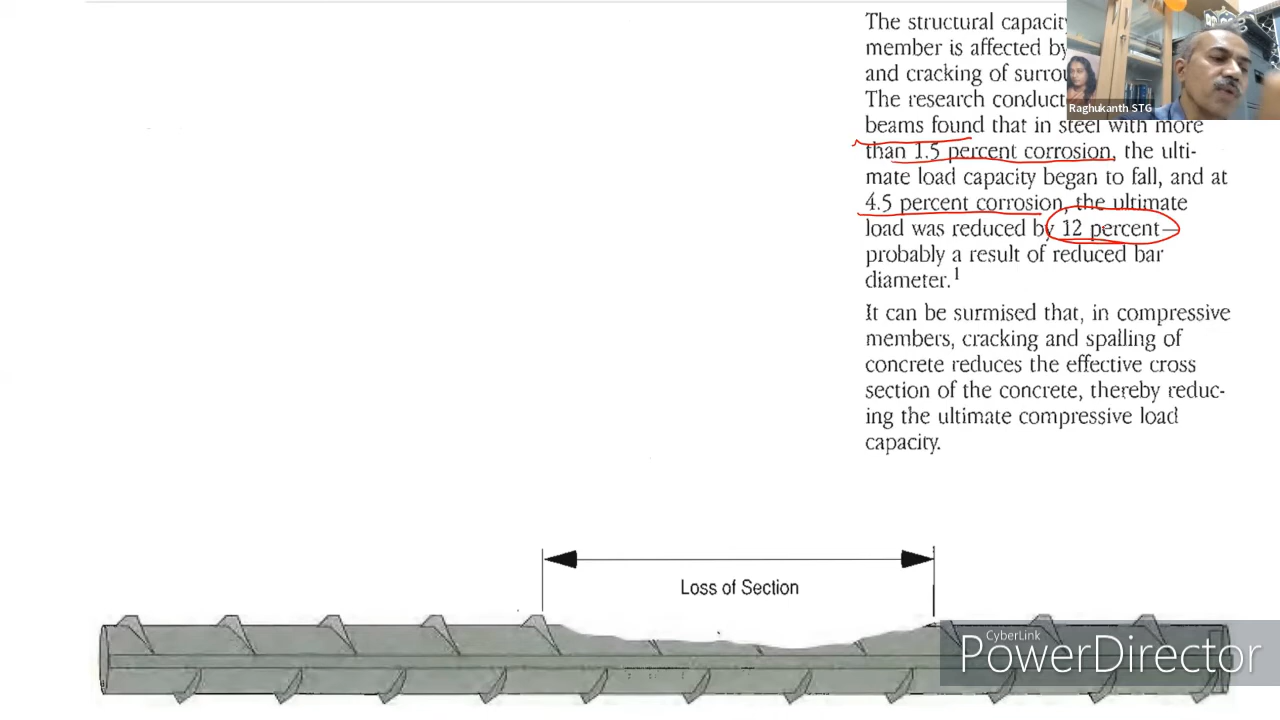 The structural capacity
member is affected by
and cracking of surrou
The research conduct
beams found that in steel with more
than 1.5 percent corrosion, the ulti-
mate load capacity began to fall, and at
4.5 percent corrosion, the ultimate
load was reduced by 12 percent—
probably a result of reduced bar
diameter.1
It can be surmised that, in compressive
members, cracking and spalling of
concrete reduces the effective cross
section of the concrete, thereby reduc-
ing the ultimate compressive load
capacity.
Raghukanth STG
Loss of Section
CyberLink
PowerDirector